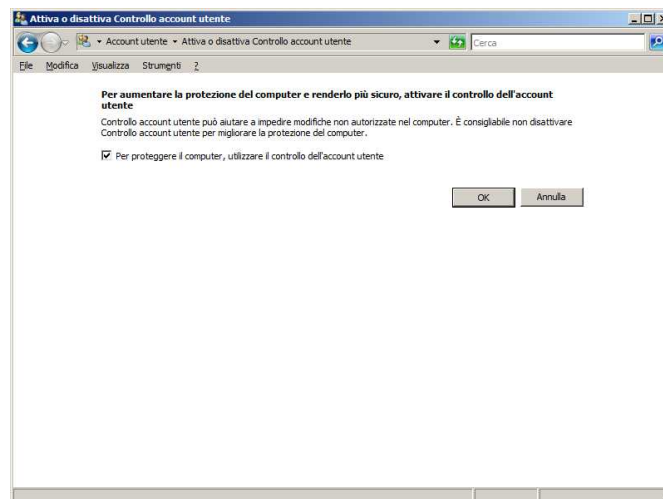 Attiva o disattiva Controllo account utente
Account utente Attiva o disattiva Controllo account utente Cerca
File Modifica Visualizza Strumenti ?
Per aumentare la protezione del computer e renderlo più sicuro, attivare il controllo dell'account
utente
Controllo account utente può aiutare a impedire modifiche non autorizzate nel computer. È consigliabile non disattivare
Controllo account utente per migliorare la protezione del computer.
Per proteggere il computer, utilizzare il controllo dell'account utente
OK Annulla